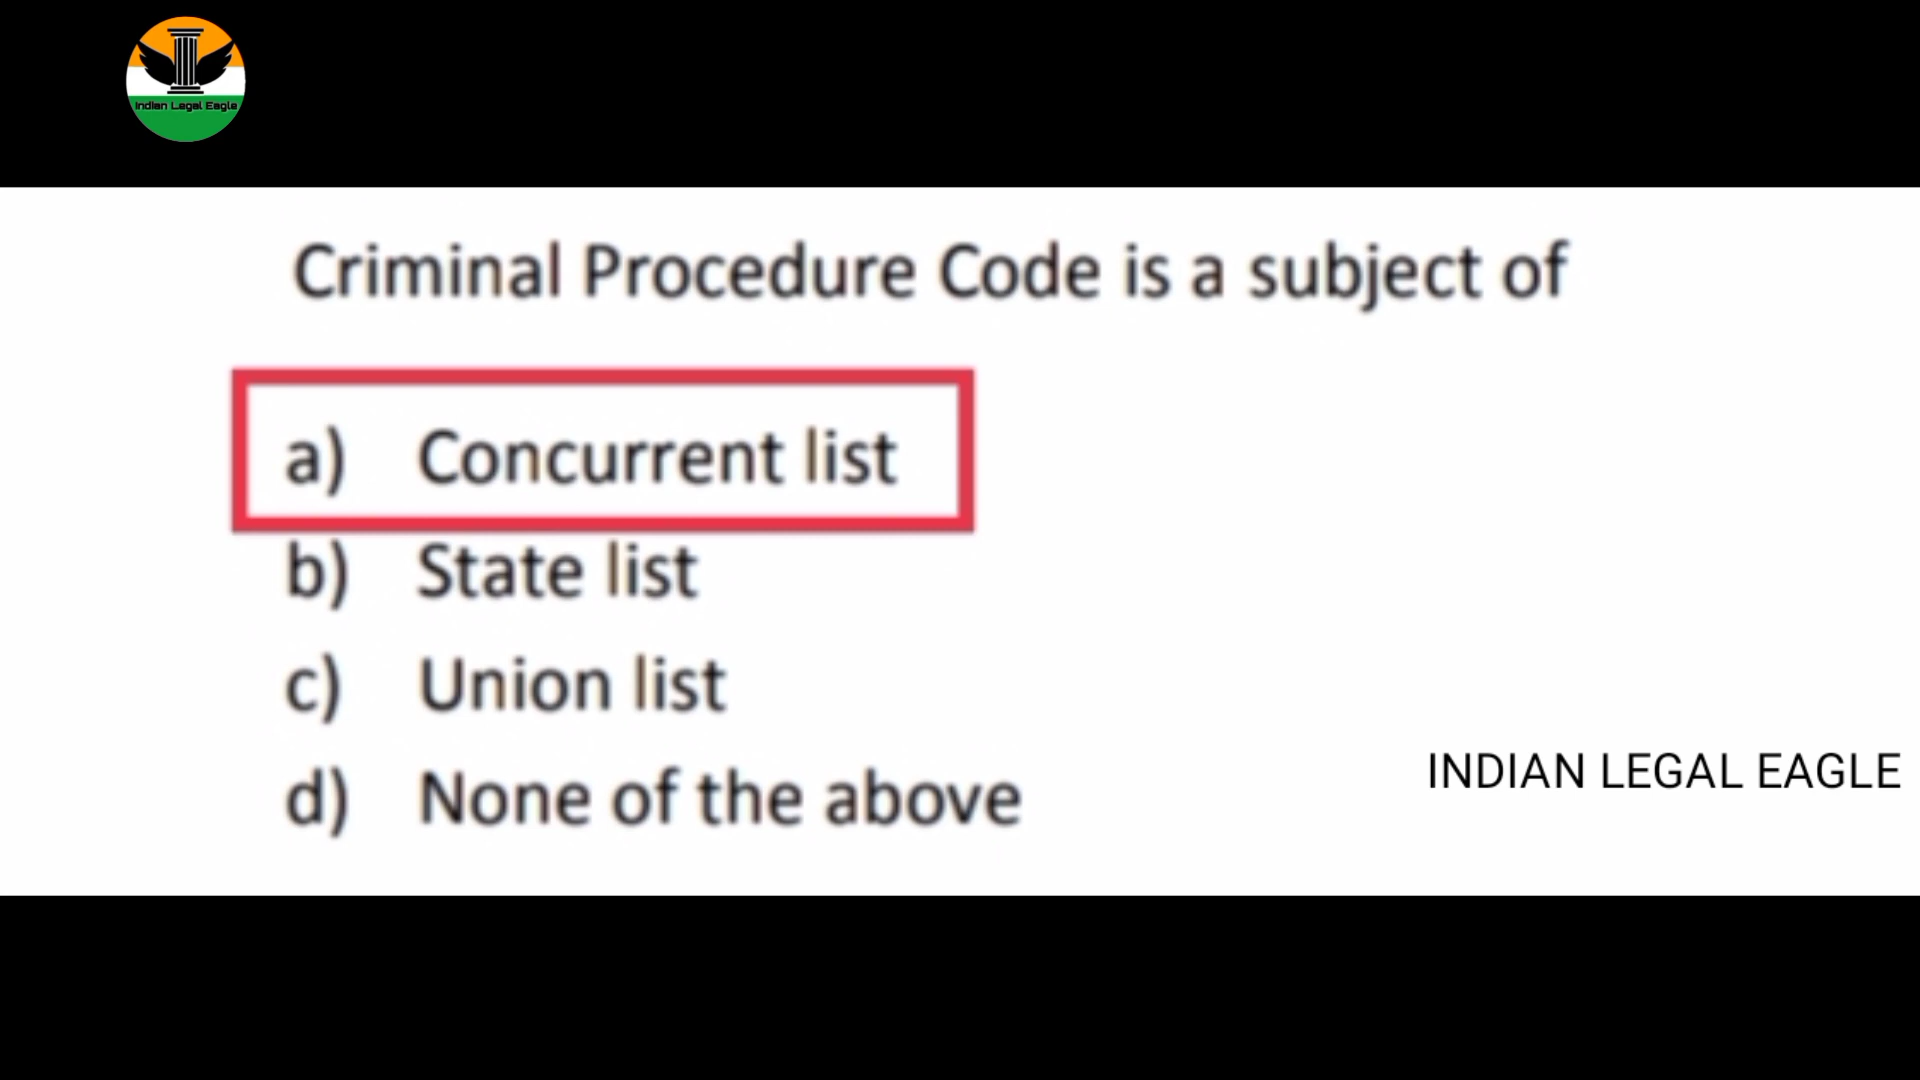 Indian Legal Eagle
Criminal Procedure Code is a subject of
a) Concurrent list
b) State list
c) Union list
d) None of the above
INDIAN LEGAL EAGLE